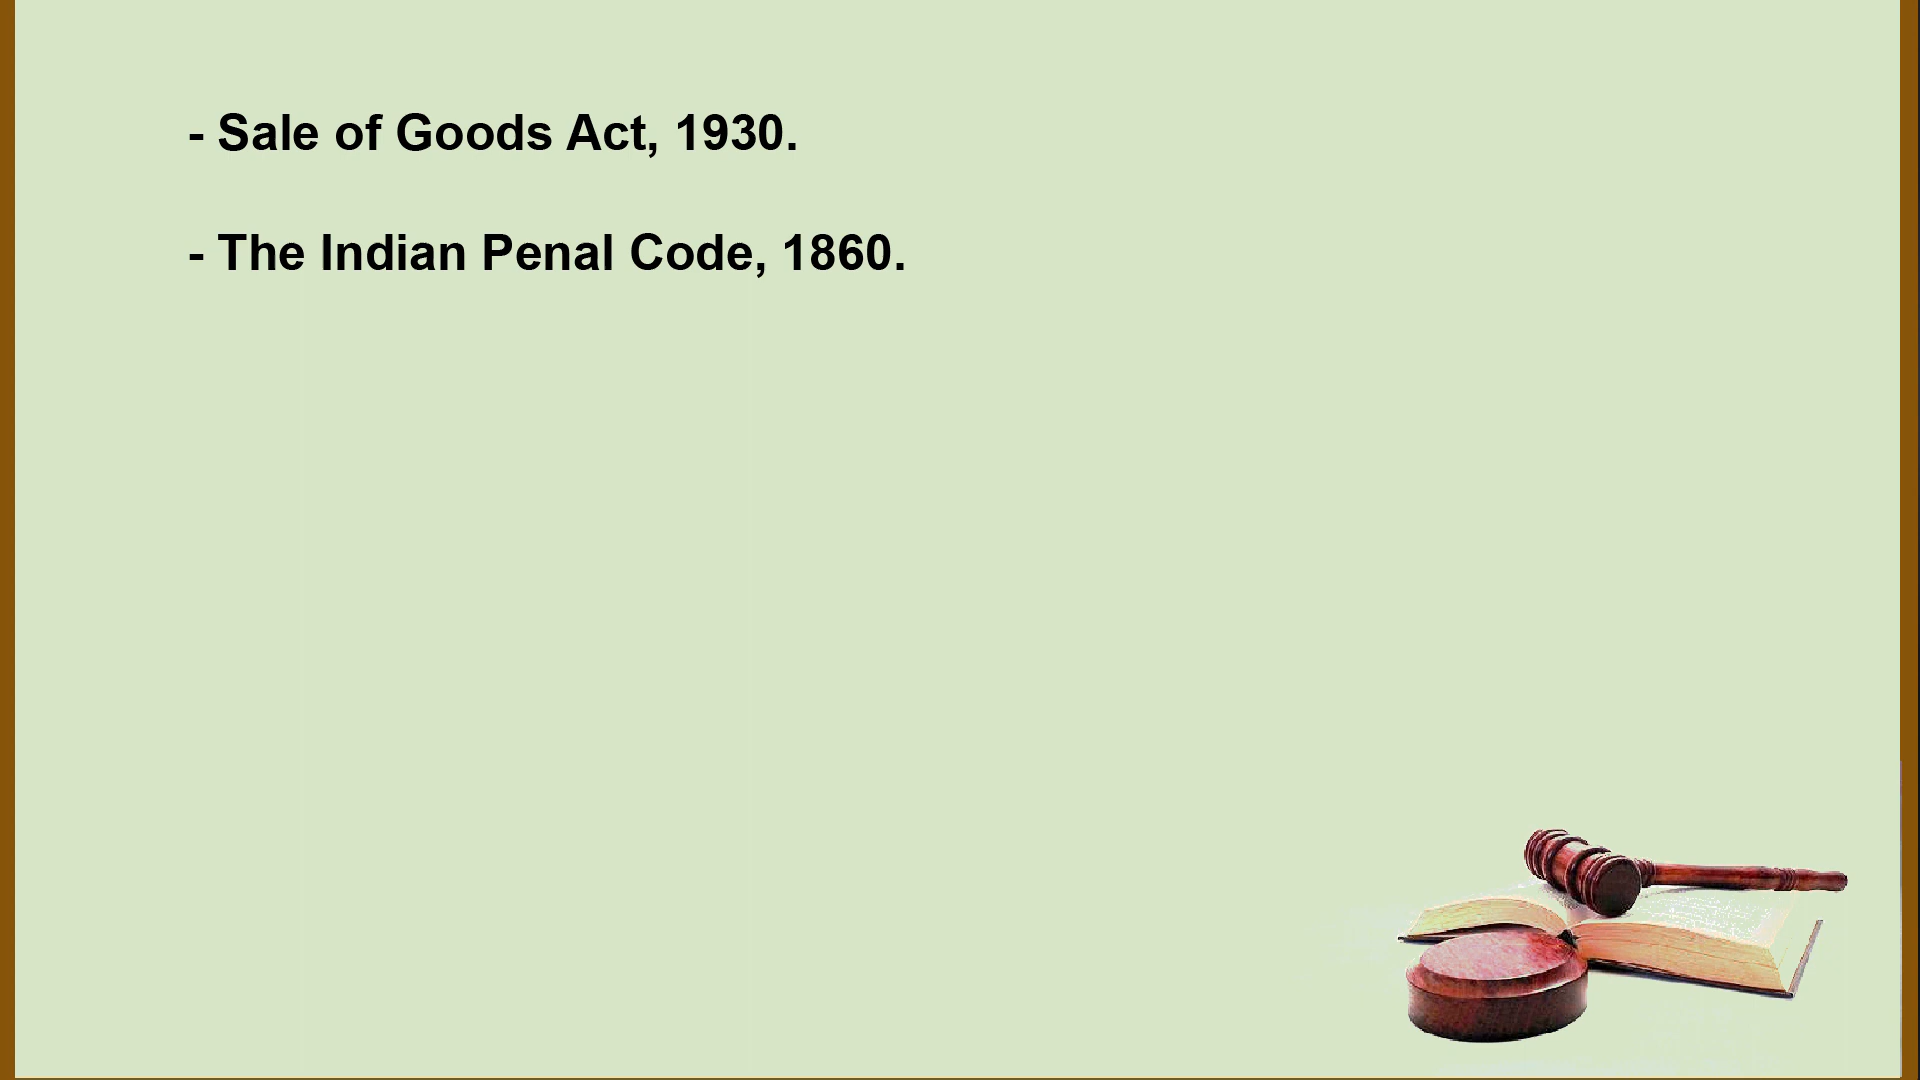 - Sale of Goods Act, 1930.
- The Indian Penal Code, 1860.